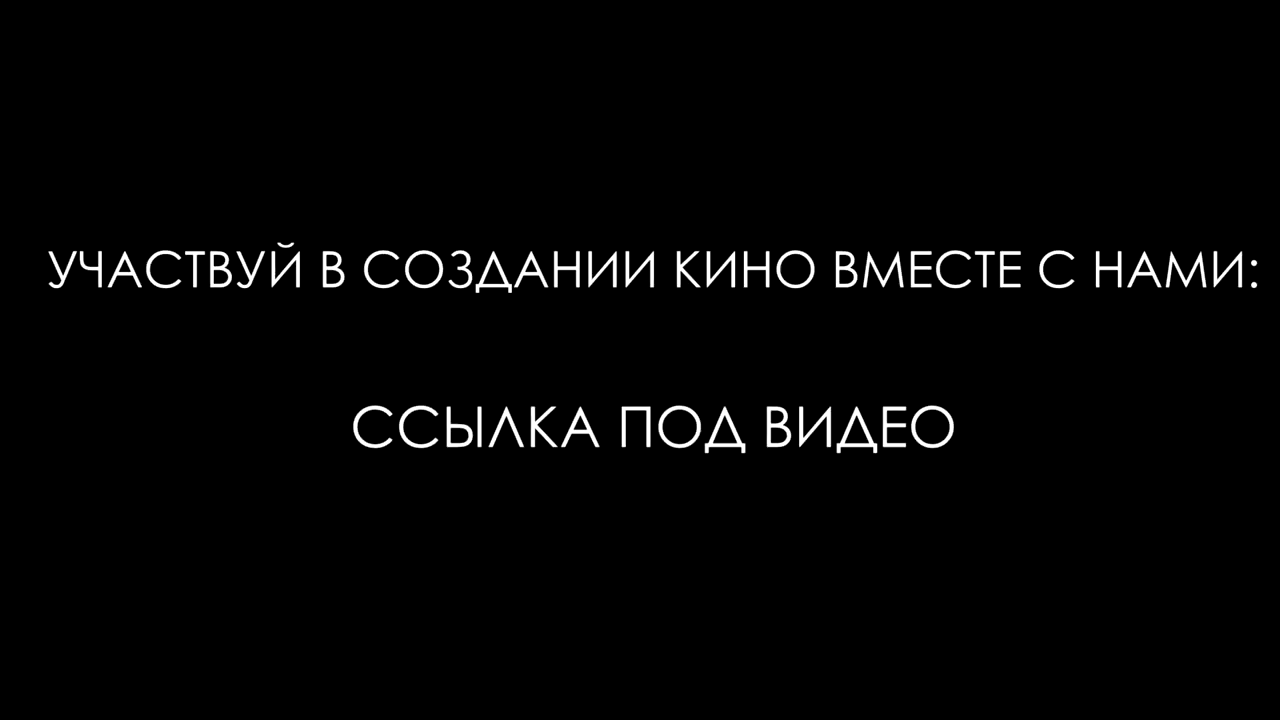 УЧАСТВУЙ В СОЗДАНИИ КИНО ВМЕСТЕ С НАМИ:
ССЫЛКА ПОД ВИДЕО